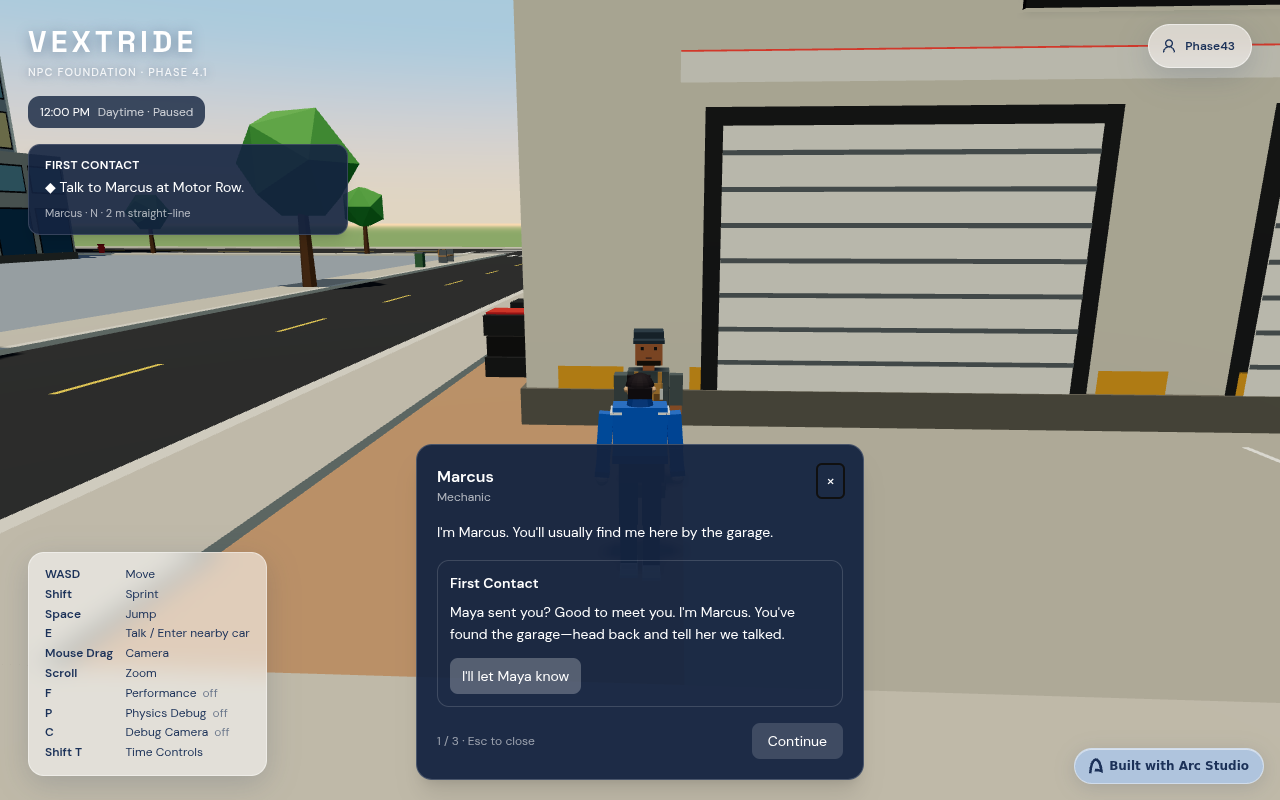 VEXTRIDE
NPC FOUNDATION · PHASE 4.1
Phase43
12:00 PM Daytime · Paused
FIRST CONTACT
◆ Talk to Marcus at Motor Row.
Marcus · N · 2 m straight-line
Marcus
Mechanic
×
I'm Marcus. You'll usually find me here by the garage.
First Contact
Maya sent you? Good to meet you. I'm Marcus. You've
found the garage—head back and tell her we talked.
I'll let Maya know
1 / 3 · Esc to close
Continue
WASD Move
Shift Sprint
Space Jump
E Talk / Enter nearby car
Mouse Drag Camera
Scroll Zoom
F Performance off
P Physics Debug off
C Debug Camera off
Shift T Time Controls
Built with Arc Studio